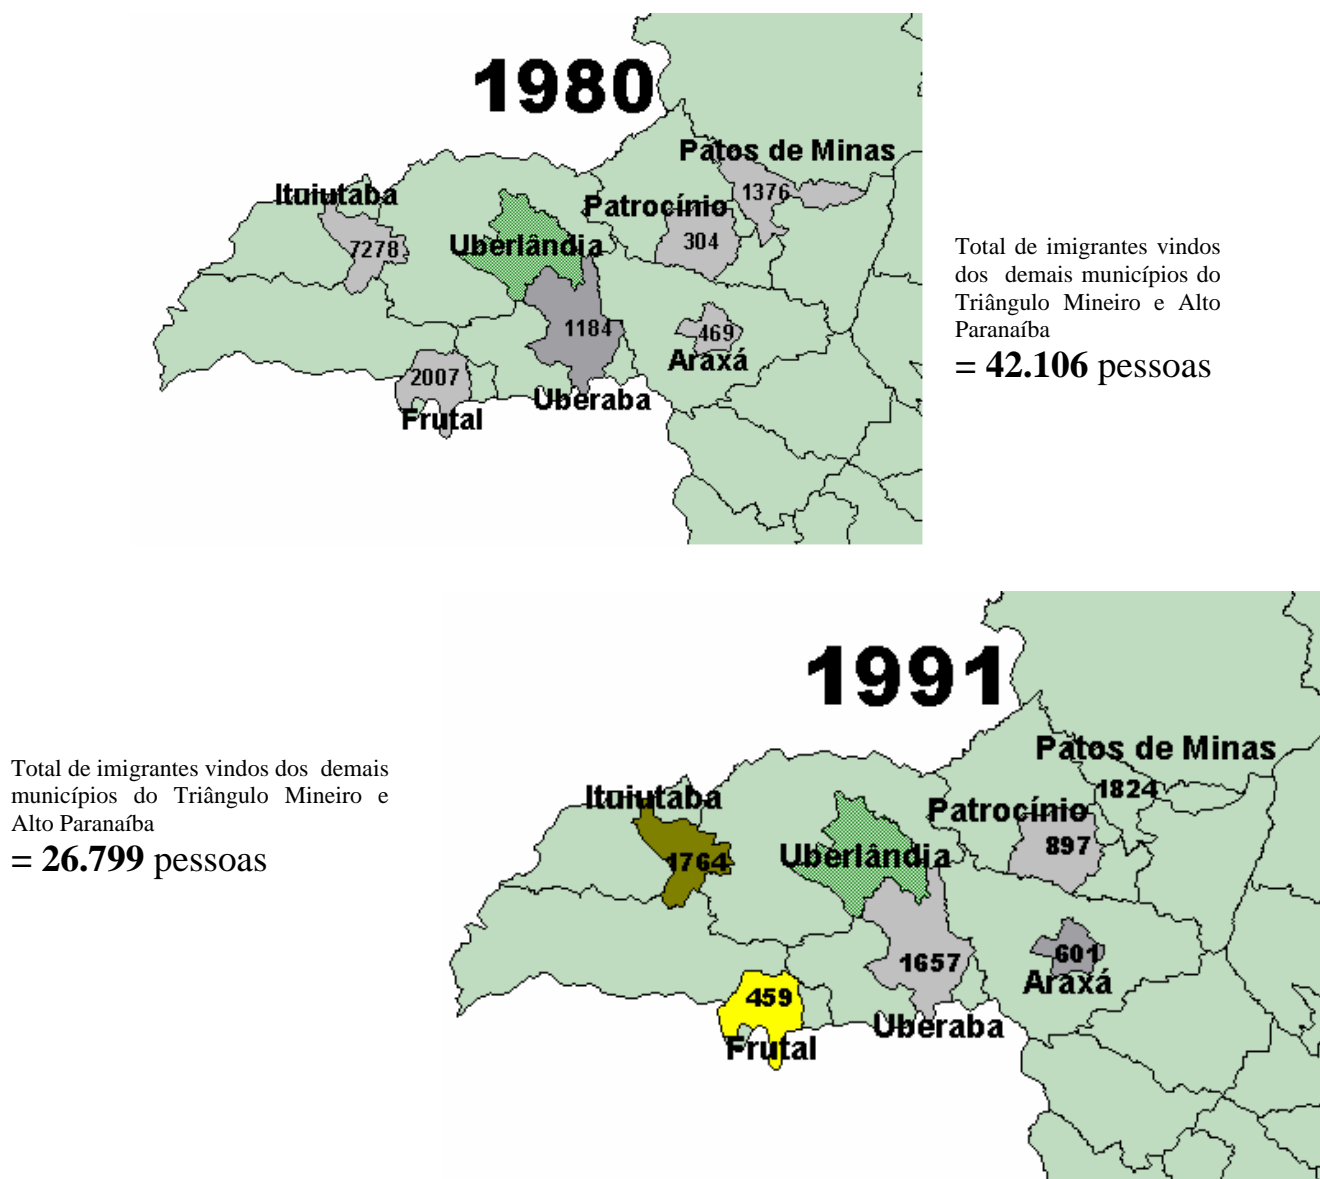 1980
Patos de Minas
Ituiutaba
1376
Patrocínio
Uberlândia
304
7278
1184
469
Araxá
2007
Uberaba
Frutal
Total de imigrantes vindos
dos demais municípios do
Triângulo Mineiro e Alto
Paranaíba
= 42.106 pessoas
1991
Patos de Minas
Ituiutaba
1824
Patrocínio
897
Uberlândia
1764
601
1657
Araxá
459
Uberaba
Frutal
Total de imigrantes vindos dos demais
municípios do Triângulo Mineiro e
Alto Paranaíba
= 26.799 pessoas